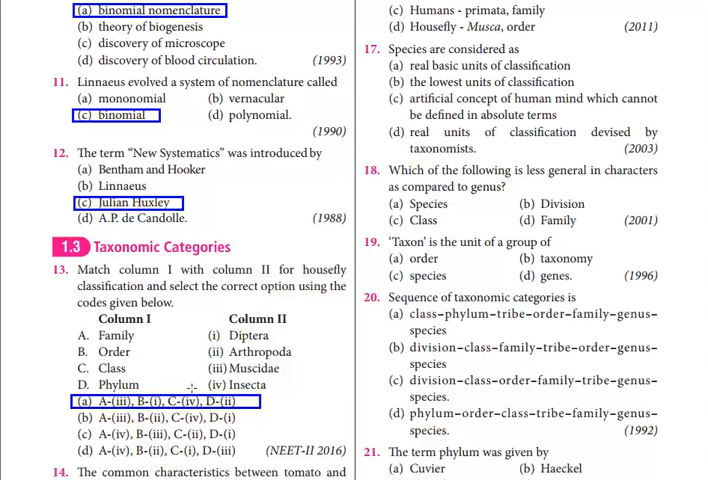 (a) binomial nomenclature
(b) theory of biogenesis
(c) discovery of microscope
(d) discovery of blood circulation. (1993)
11. Linnaeus evolved a system of nomenclature called
(a) mononomial (b) vernacular
(c) binomial (d) polynomial.
(1990)
12. The term “New Systematics” was introduced by
(a) Bentham and Hooker
(b) Linnaeus
(c) Julian Huxley
(d) A.P. de Candolle. (1988)
1.3 Taxonomic Categories
13. Match column I with column II for housefly
classification and select the correct option using the
codes given below.
Column I Column II
A. Family (i) Diptera
B. Order (ii) Arthropoda
C. Class (iii) Muscidae
D. Phylum (iv) Insecta
(a) A-(iii), B-(i), C-(iv), D-(ii)
(b) A-(iii), B-(ii), C-(iv), D-(i)
(c) A-(iv), B-(iii), C-(ii), D-(i)
(d) A-(iv), B-(ii), C-(i), D-(iii) (NEET-II 2016)
14. The common characteristics between tomato and
(c) Humans - primata, family
(d) Housefly - Musca, order (2011)
17. Species are considered as
(a) real basic units of classification
(b) the lowest units of classification
(c) artificial concept of human mind which cannot
be defined in absolute terms
(d) real units of classification devised by
taxonomists. (2003)
18. Which of the following is less general in characters
as compared to genus?
(a) Species (b) Division
(c) Class (d) Family (2001)
19. ‘Taxon’ is the unit of a group of
(a) order (b) taxonomy
(c) species (d) genes. (1996)
20. Sequence of taxonomic categories is
(a) class–phylum–tribe–order–family–genus–
species
(b) division–class–family–tribe–order–genus–
species
(c) division–class–order–family–tribe–genus–
species.
(d) phylum–order–class–tribe–family–genus–
species. (1992)
21. The term phylum was given by
(a) Cuvier (b) Haeckel